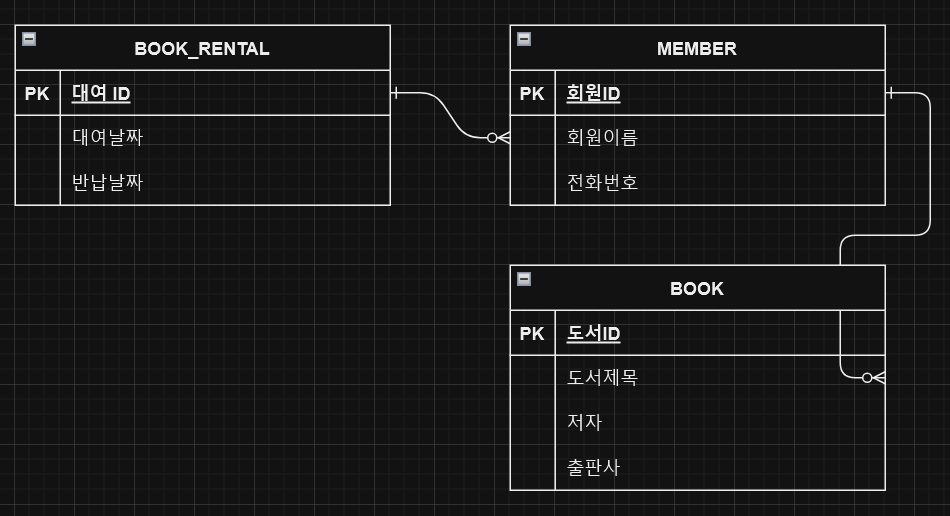 BOOK_RENTAL
PK 대여 ID
대여날짜
반납날짜
MEMBER
PK 회원ID
회원이름
전화번호
BOOK
PK 도서ID
도서제목
저자
출판사